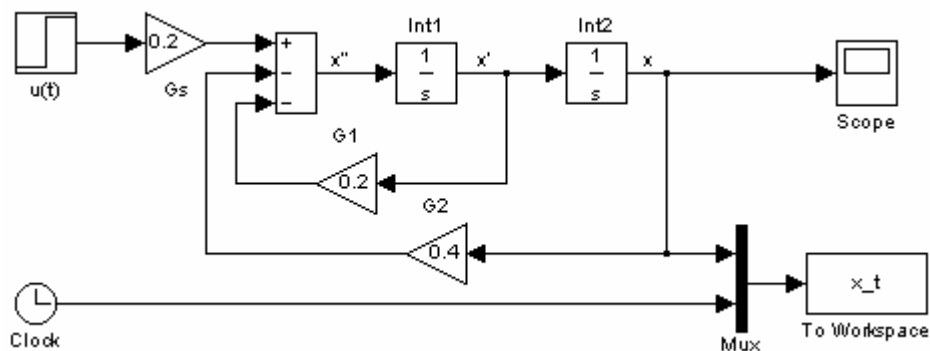 Int1
Int2
0.2
+
−
−
x''
1
s
x'
1
s
x
u(t)
Gs
Scope
G1
0.2
G2
0.4
x_t
Clock
Mux
To Workspace